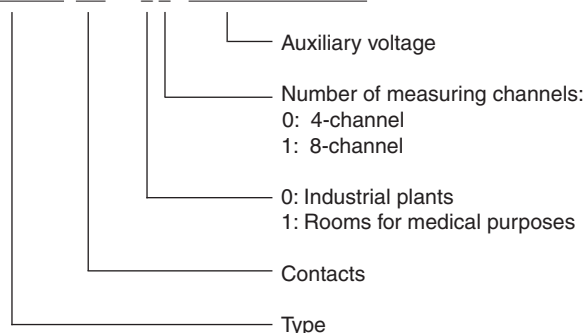 Auxiliary voltage
Number of measuring channels:
0: 4-channel
1: 8-channel
0: Industrial plants
1: Rooms for medical purposes
Contacts
Type